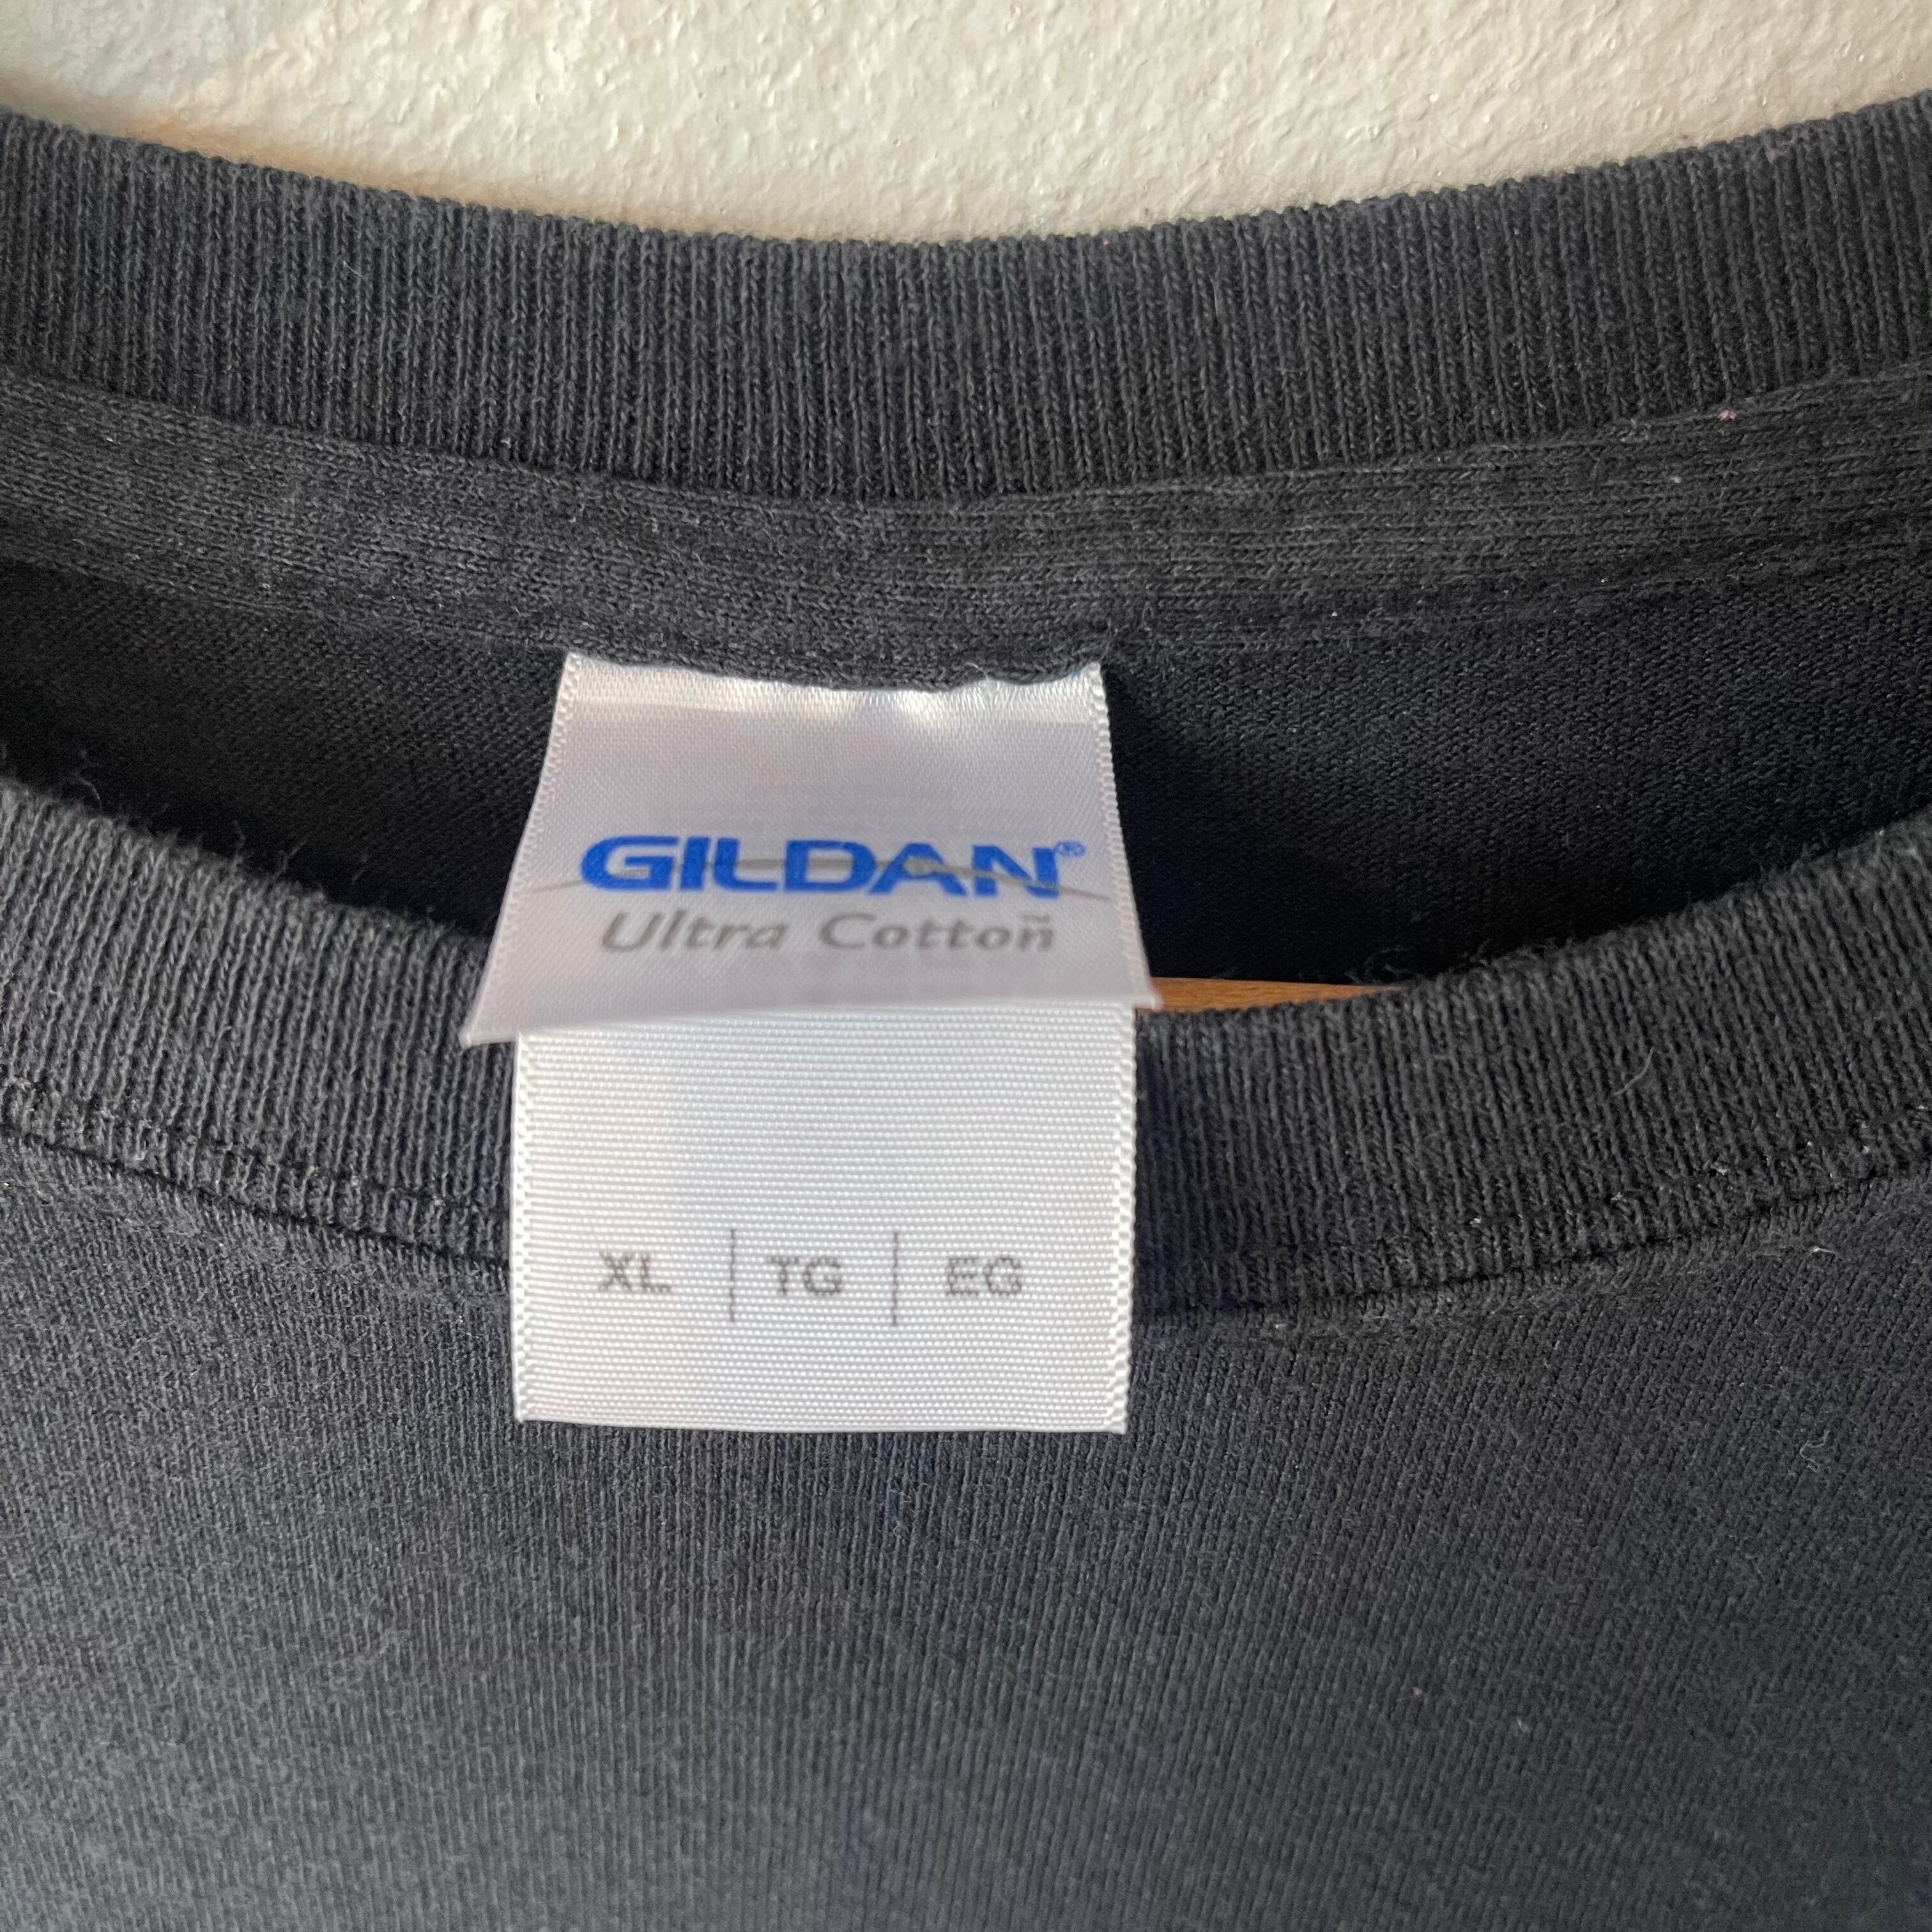 GILDAN®
Ultra Cotton™
XL | TG | EG